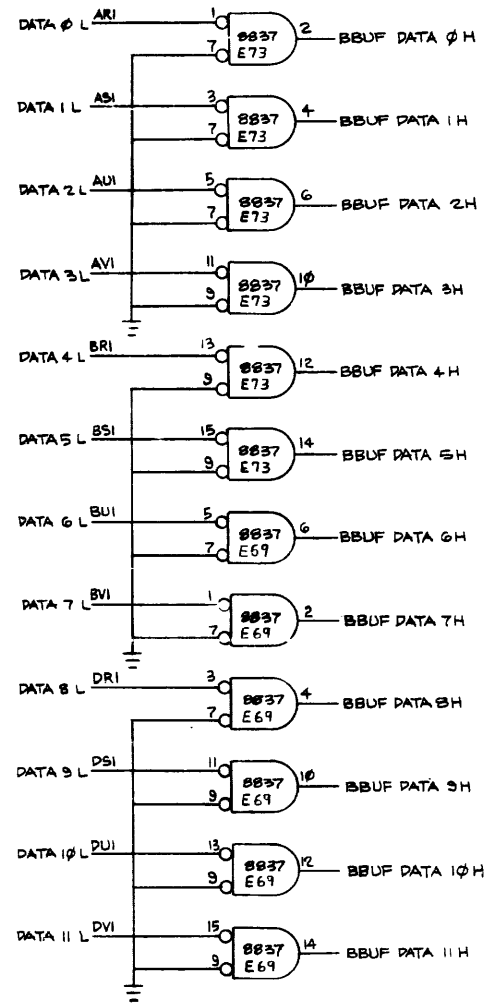 DATA Ø L AR1 1 8837 2 BBUF DATA Ø H
7 E73
DATA 1 L AS1 3 8837 4 BBUF DATA 1 H
7 E73
DATA 2 L AU1 5 8837 6 BBUF DATA 2H
7 E73
DATA 3 L AV1 11 8837 1Ø BBUF DATA 3H
9 E73
DATA 4 L BR1 13 8837 12 BBUF DATA 4 H
9 E73
DATA 5 L BS1 15 8837 14 BBUF DATA 5H
9 E73
DATA 6 L BU1 5 8837 6 BBUF DATA 6H
7 E69
DATA 7 L BV1 1 8837 2 BBUF DATA 7H
7 E69
DATA 8 L DR1 3 8837 4 BBUF DATA 8H
7 E69
DATA 9 L DS1 11 8837 1Ø BBUF DATA 9H
9 E69
DATA 1Ø L DU1 13 8837 12 BBUF DATA 1Ø H
9 E69
DATA 11 L DV1 15 8837 14 BBUF DATA 11 H
9 E69